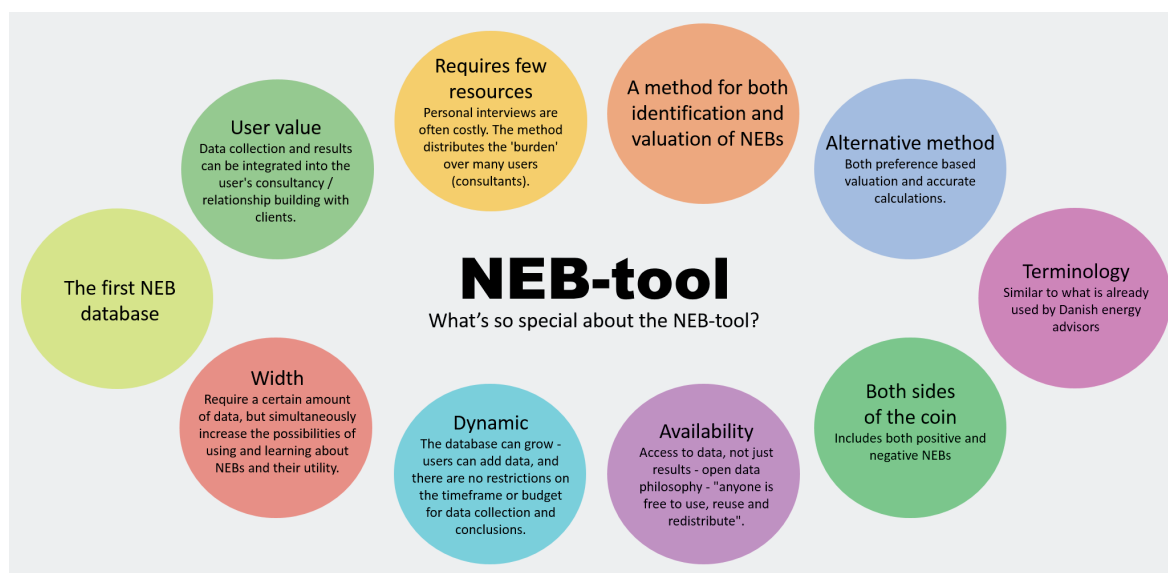 NEB-tool
What's so special about the NEB-tool?
The first NEB
database
User value
Data collection and results
can be integrated into the
user's consultancy /
relationship building with
clients.
Requires few
resources
Personal interviews are
often costly. The method
distributes the 'burden'
over many users
(consultants).
A method for both
identification and
valuation of NEBs
Alternative method
Both preference based
valuation and accurate
calculations.
Terminology
Similar to what is already
used by Danish energy
advisors
Both sides
of the coin
Includes both positive and
negative NEBs
Availability
Access to data, not just
results - open data
philosophy - "anyone is
free to use, reuse and
redistribute".
Dynamic
The database can grow -
users can add data, and
there are no restrictions on
the timeframe or budget
for data collection and
conclusions.
Width
Require a certain amount
of data, but simultaneously
increase the possibilities of
using and learning about
NEBs and their utility.